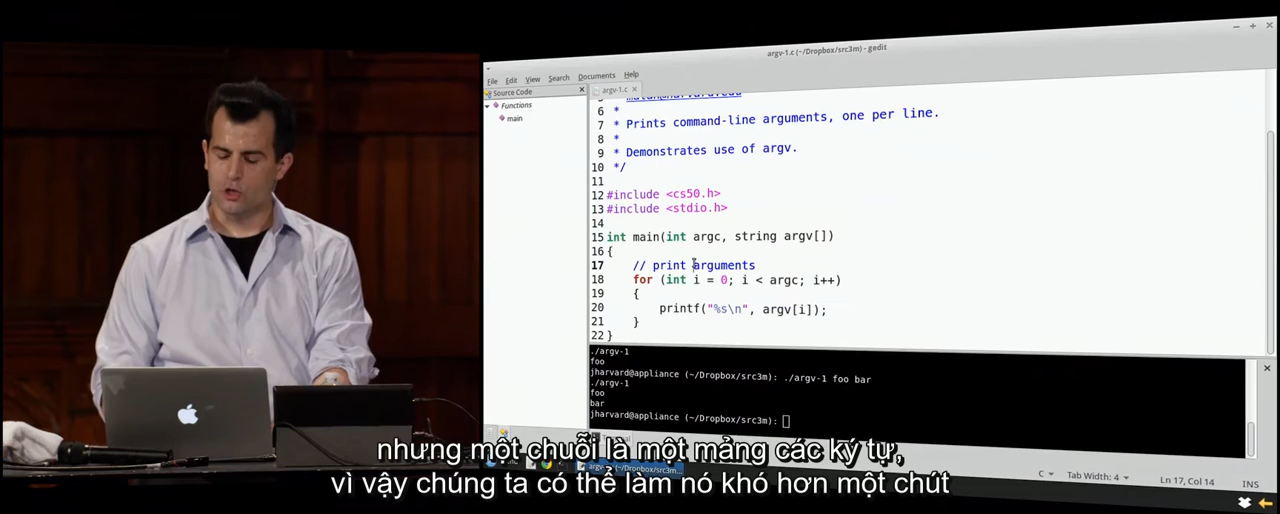 argv-1.c (~/Dropbox/src3m) - gedit
File Edit View Search Documents Help
Source Code
Functions
main
argv-1.c
6 *
7 * Prints command-line arguments, one per line.
8 *
9 * Demonstrates use of argv.
10 */
11
12 #include <cs50.h>
13 #include <stdio.h>
14
15 int main(int argc, string argv[])
16 {
17 // print arguments
18 for (int i = 0; i < argc; i++)
19 {
20 printf("%s\n", argv[i]);
21 }
22 }
./argv-1
foo
jharvard@appliance (~/Dropbox/src3m): ./argv-1 foo bar
./argv-1
foo
bar
jharvard@appliance (~/Dropbox/src3m):
nhưng một chuỗi là một mảng các ký tự,
vì vậy chúng ta có thể làm nó khó hơn một chút
C Tab Width: 4 Ln 17, Col 14 INS